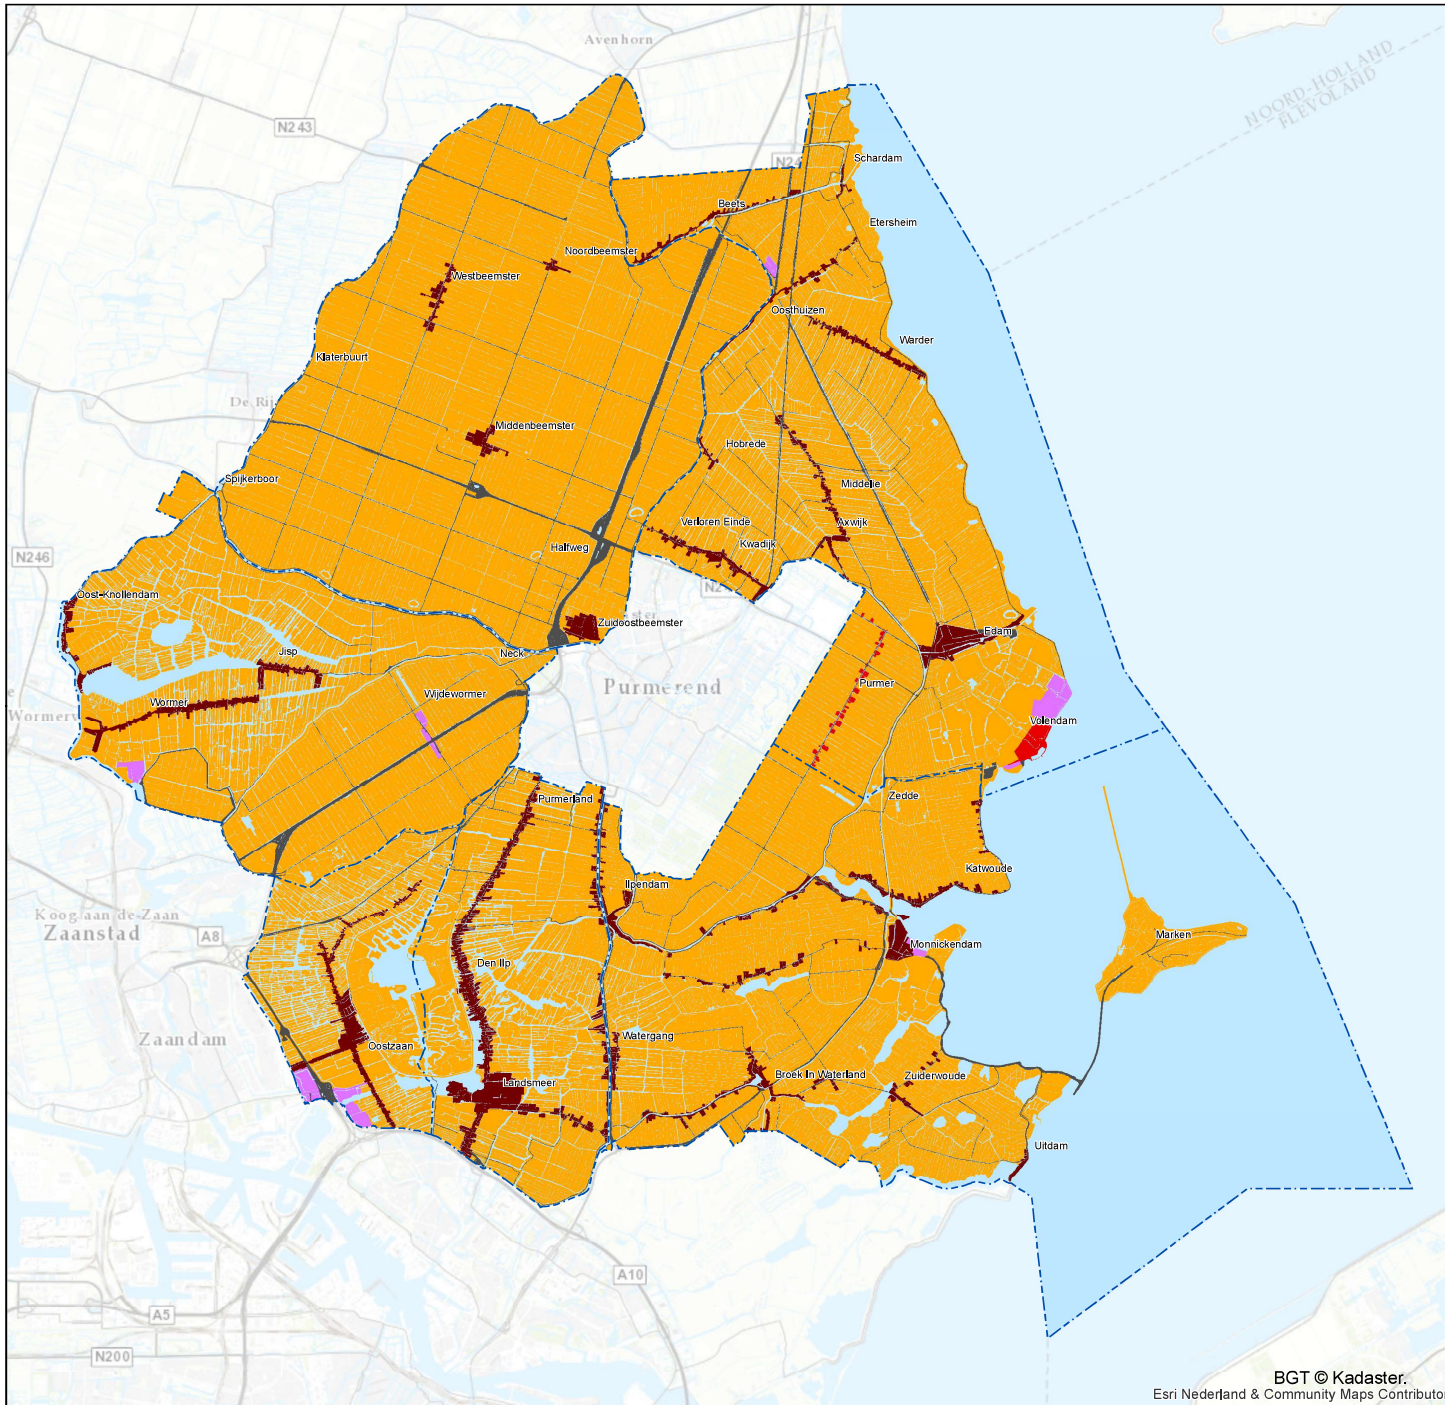 Avenhorn
NOORD-HOLLAND
FLEVOLAND
N243
N24
Schardam
Beets
Etersheim
Noordbeemster
Westbeemster
Oosthuizen
Warder
Klaterbuurt
De Rij
Middenbeemster
Hobrede
Spijkerboor
Middelie
Verloren Einde
Axwijk
Kwadijk
Halfweg
N246
N2
Oost-Knollendam
Zuidoostbeemster
Edam
Jisp
Neck
Purmerend
Purmer
Wijdewormer
Wormer
Wormerv
Volendam
Purmerland
Zedde
Katwoude
Ilpendam
Koog aan de Zaan
Zaanstad
A8
Marken
Monnickendam
Den Ilp
Zaandam
Watergang
Oostzaan
Broek In Waterland
Zuiderwoude
Landsmeer
Uitdam
A10
A5
N200
BGT © Kadaster.
Esri Nederland & Community Maps Contributor